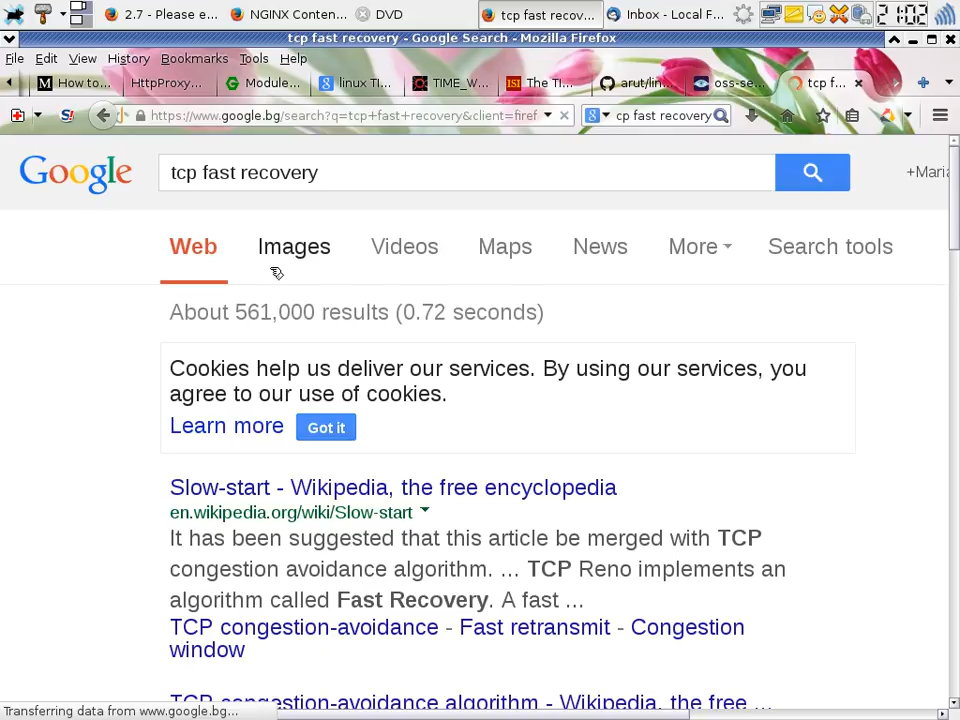 2.7 - Please e...
NGINX Conten...
DVD
tcp fast recov...
Inbox - Local F...
21:02
tcp fast recovery - Google Search - Mozilla Firefox
File Edit View History Bookmarks Tools Help
How to...
HttpProxy...
Module...
linux TI...
TIME_W...
The TI...
arut/lin...
oss-se...
tcp f...
https://www.google.bg/search?q=tcp+fast+recovery&client=firef
cp fast recovery
Google
tcp fast recovery
+Maria
Web Images Videos Maps News More Search tools
About 561,000 results (0.72 seconds)
Cookies help us deliver our services. By using our services, you
agree to our use of cookies.
Learn more Got it
Slow-start - Wikipedia, the free encyclopedia
en.wikipedia.org/wiki/Slow-start
It has been suggested that this article be merged with TCP
congestion avoidance algorithm. ... TCP Reno implements an
algorithm called Fast Recovery. A fast ...
TCP congestion-avoidance - Fast retransmit - Congestion
window
TCP congestion-avoidance algorithm - Wikipedia, the free ...
Transferring data from www.google.bg...